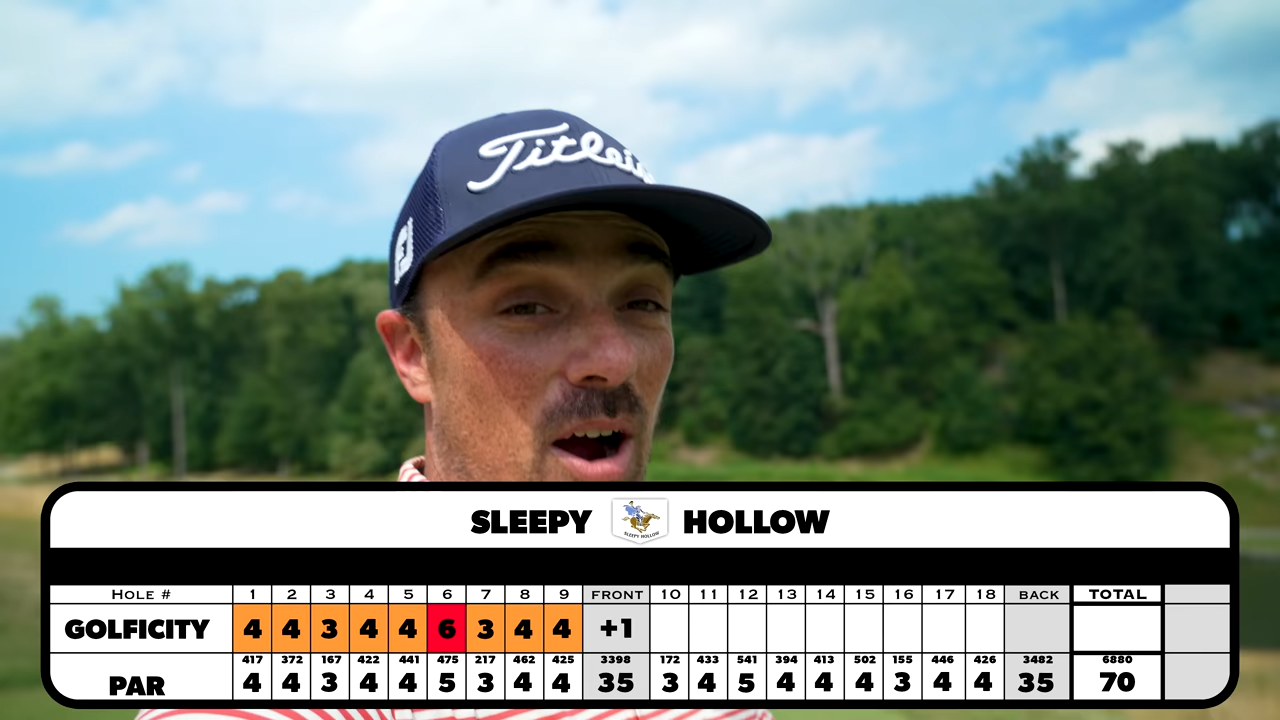 Titleis
FJ
SLEEPY HOLLOW
SLEEPY HOLLOW
HOLE # 1 2 3 4 5 6 7 8 9 FRONT 10 11 12 13 14 15 16 17 18 BACK TOTAL
GOLFICITY 4 4 3 4 4 6 3 4 4 +1
417 372 167 422 441 475 217 462 425 3398 172 433 541 394 413 502 155 446 426 3482 6880
PAR 4 4 3 4 4 5 3 4 4 35 3 4 5 4 4 4 3 4 4 35 70